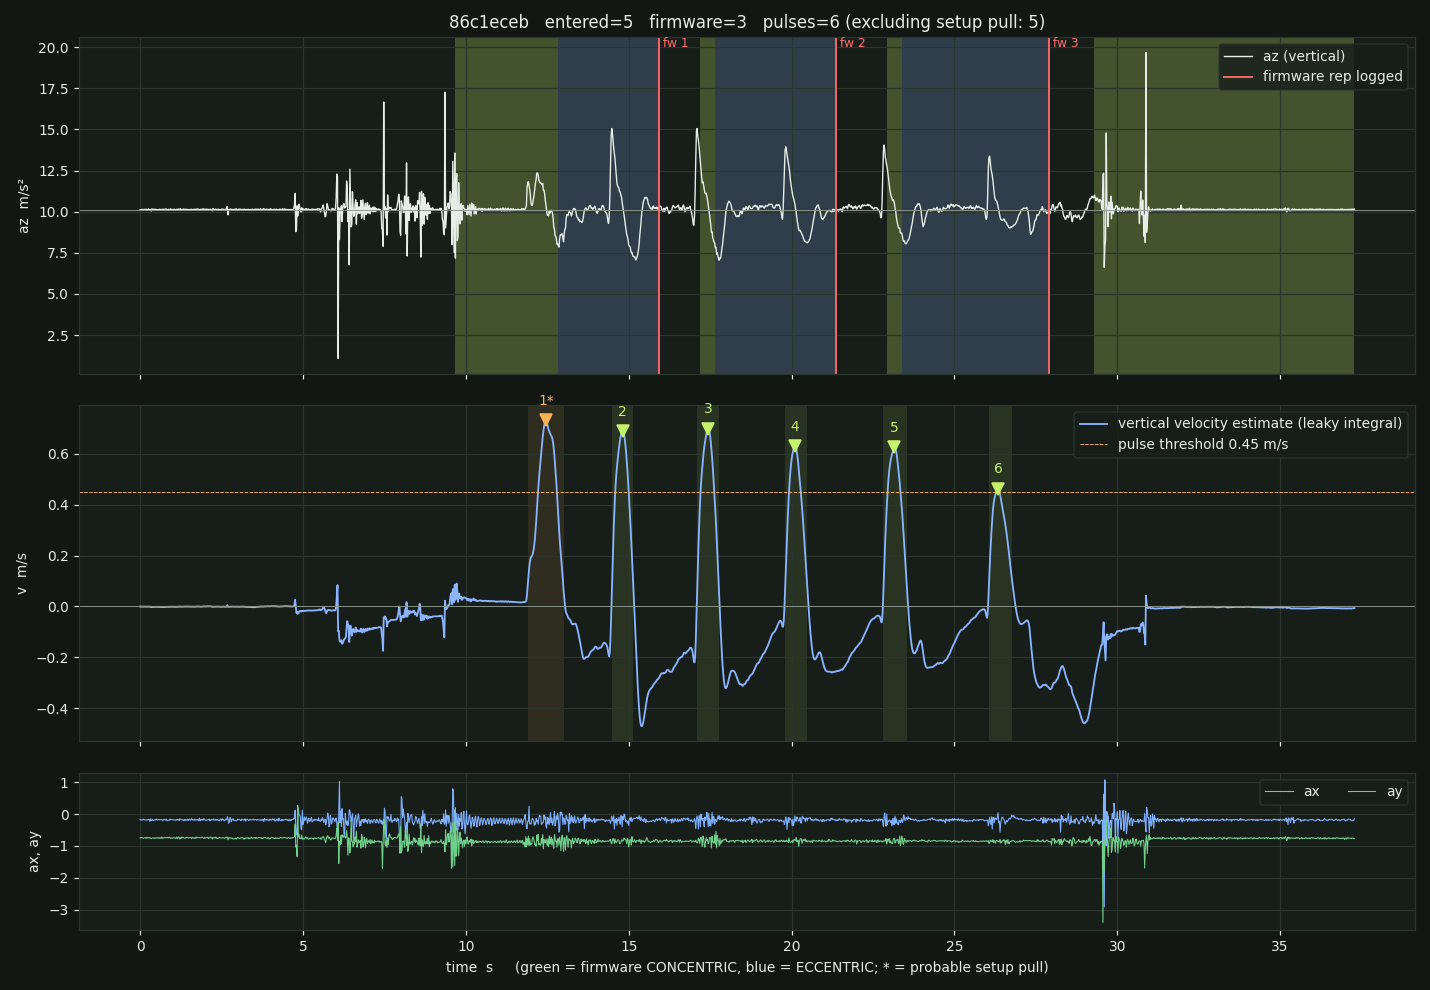 86c1eceb   entered=5   firmware=3   pulses=6 (excluding setup pull: 5)
20.0
17.5
15.0
12.5
10.0
7.5
5.0
2.5
az  m/s²
fw 1
fw 2
fw 3
az (vertical)
firmware rep logged
0.6
0.4
0.2
0.0
−0.2
−0.4
v  m/s
1*
2
3
4
5
6
vertical velocity estimate (leaky integral)
pulse threshold 0.45 m/s
1
0
−1
−2
−3
ax, ay
ax
ay
0
5
10
15
20
25
30
35
time  s     (green = firmware CONCENTRIC, blue = ECCENTRIC; * = probable setup pull)